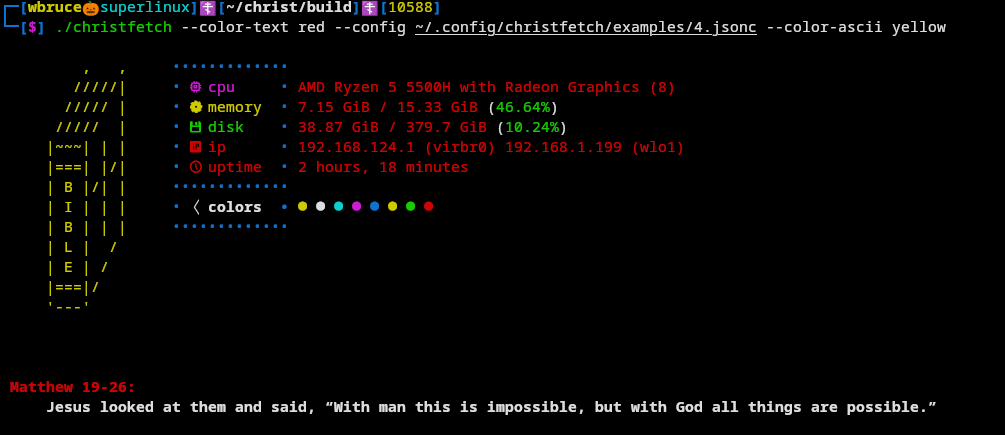 [wbruce🎃superlinux]☦[~/christ/build]☦[10588]
[$] ./christfetch --color-text red --config ~/.config/christfetch/examples/4.jsonc --color-ascii yellow
cpu • AMD Ryzen 5 5500H with Radeon Graphics (8)
memory • 7.15 GiB / 15.33 GiB (46.64%)
disk • 38.87 GiB / 379.7 GiB (10.24%)
ip • 192.168.124.1 (virbr0) 192.168.1.199 (wlo1)
uptime • 2 hours, 18 minutes
colors
B
I
B
L
E
Matthew 19-26:
Jesus looked at them and said, “With man this is impossible, but with God all things are possible.”